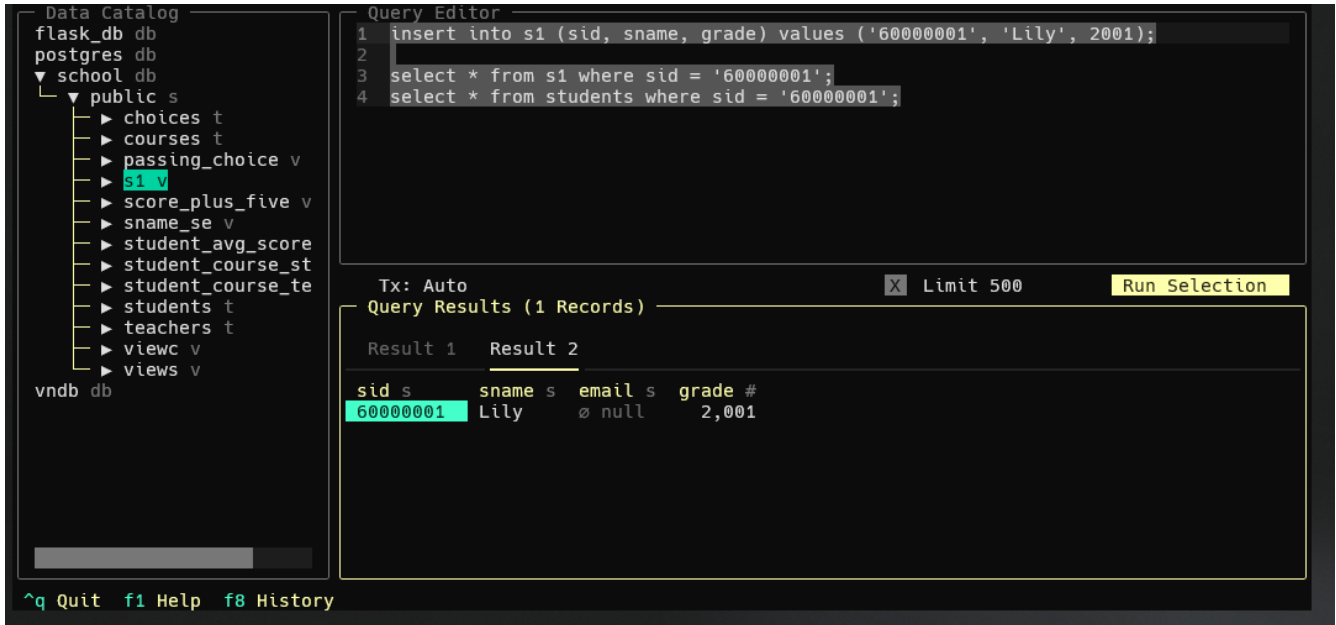 Data Catalog
flask_db db
postgres db
▼ school db
▼ public s
▶ choices t
▶ courses t
▶ passing_choice v
▶ s1 v
▶ score_plus_five v
▶ sname_se v
▶ student_avg_score
▶ student_course_st
▶ student_course_te
▶ students t
▶ teachers t
▶ viewc v
▶ views v
vndb db
Query Editor
1 insert into s1 (sid, sname, grade) values ('60000001', 'Lily', 2001);
2
3 select * from s1 where sid = '60000001';
4 select * from students where sid = '60000001';
Tx: Auto X Limit 500 Run Selection
Query Results (1 Records)
Result 1 Result 2
sid s sname s email s grade #
60000001 Lily ∅ null 2,001
^q Quit f1 Help f8 History